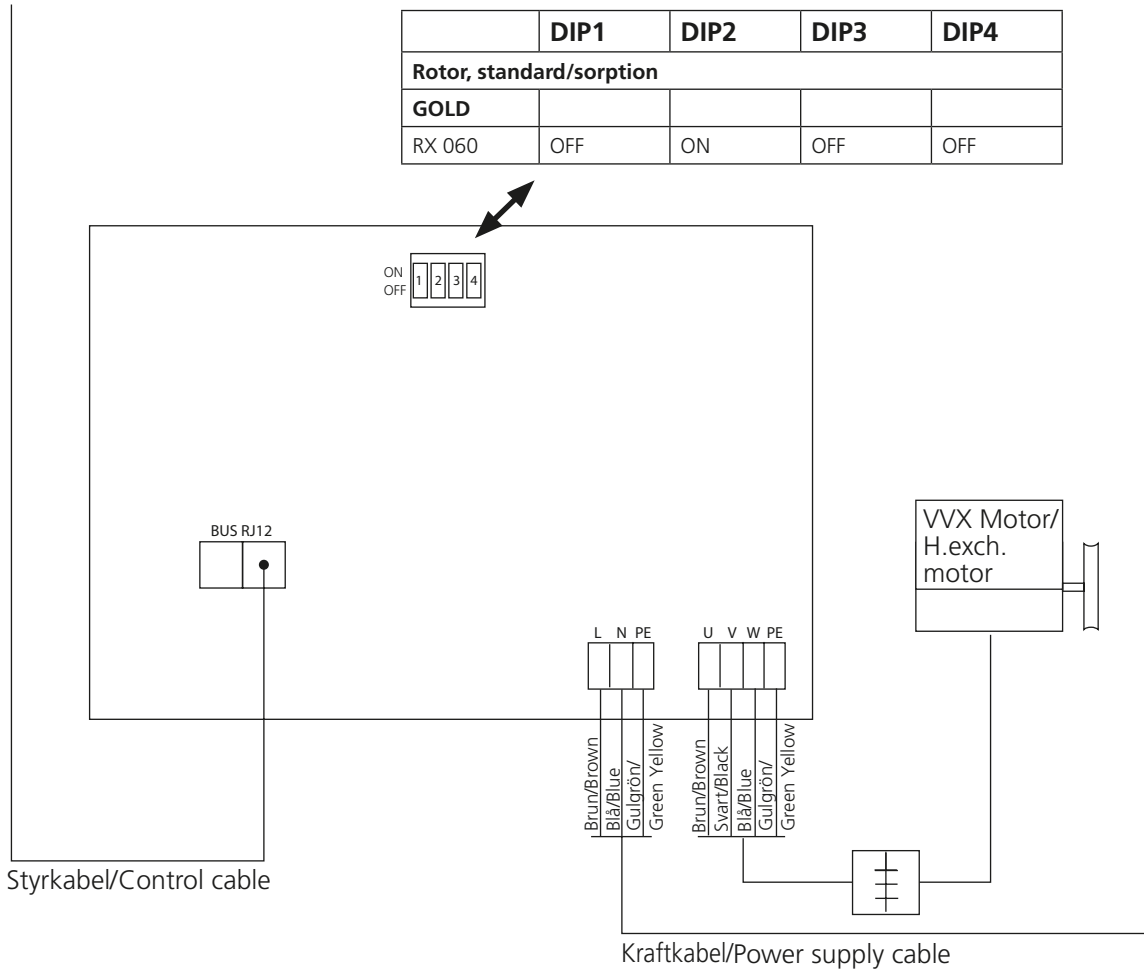 DIP1 DIP2 DIP3 DIP4
Rotor, standard/sorption
GOLD
RX 060 OFF ON OFF OFF
ON
OFF
1 2 3 4
BUS RJ12
VVX Motor/
H.exch.
motor
L N PE
U V W PE
Brun/Brown
Blå/Blue
Gulgrön/
Green Yellow
Brun/Brown
Svart/Black
Blå/Blue
Gulgrön/
Green Yellow
Styrkabel/Control cable
Kraftkabel/Power supply cable